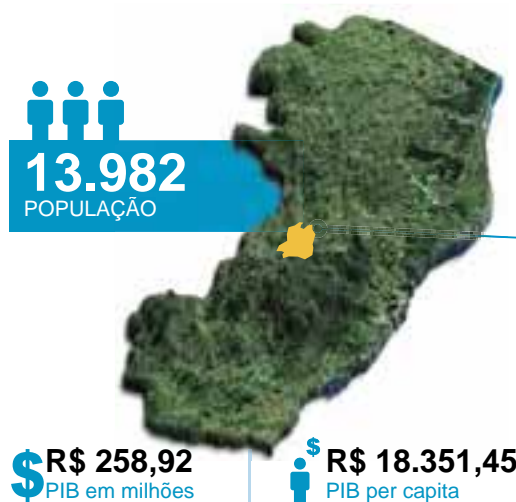 13.982
POPULAÇÃO
$ R$ 258,92
PIB em milhões
$ R$ 18.351,45
PIB per capita